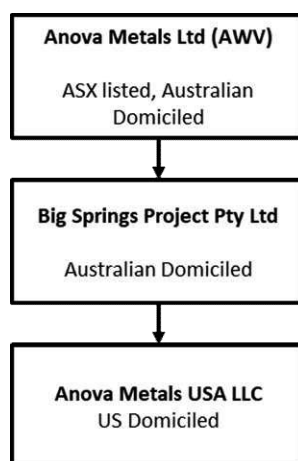 Anova Metals Ltd (AWV)
ASX listed, Australian
Domiciled
Big Springs Project Pty Ltd
Australian Domiciled
Anova Metals USA LLC
US Domiciled